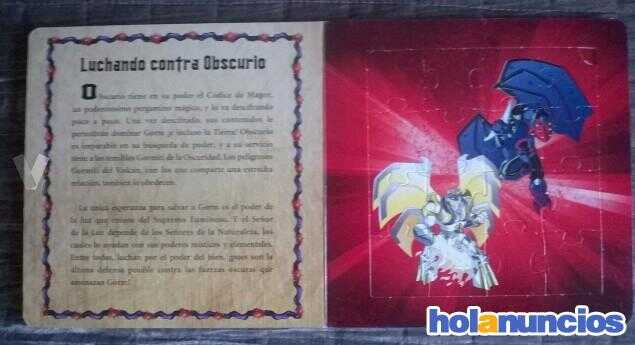 Luchando contra Obscurio
Obscurio tiene en su poder el Códice de Magor,
un poderosísimo pergamino mágico, y lo va descifrando
poco a poco. Una vez descifrado, sus contenidos le
permitirán dominar Gorm ¡e incluso la Tierra! Obscurio
es imparable en su búsqueda de poder, y a su servicio
tiene a las temibles Gormiti de la Oscuridad. Los peligrosos
Gormiti del Volcán, con los que comparte una estrecha
relación, también lo obedecen.
La única esperanza para salvar a Gorm es el poder de
la luz que emana del Supremo Luminoso. Y el Señor
de la Luz depende de los Señores de la Naturaleza, los
cuales lo ayudan con sus poderes místicos y elementales.
Entre todos, luchan por el poder del bien, ¡pues son la
última defensa posible contra las fuerzas oscuras que
amenazan Gorm!
holanuncios